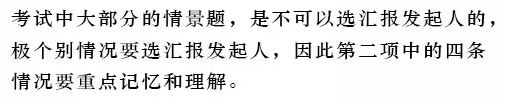 考试中大部分的情景题，是不可以选汇报发起人的，
极个别情况要选汇报发起人，因此第二项中的四条
情况要重点记忆和理解。